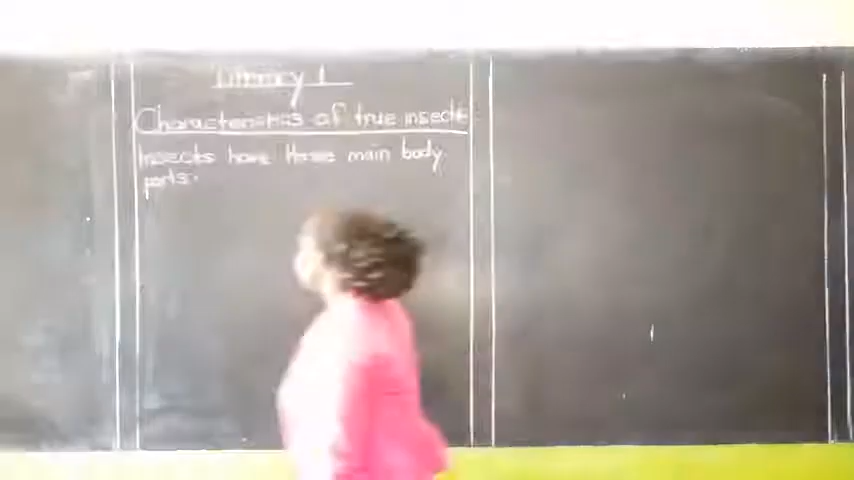 Literacy 1
Characteristics of true insects
Insects have three main body
parts.